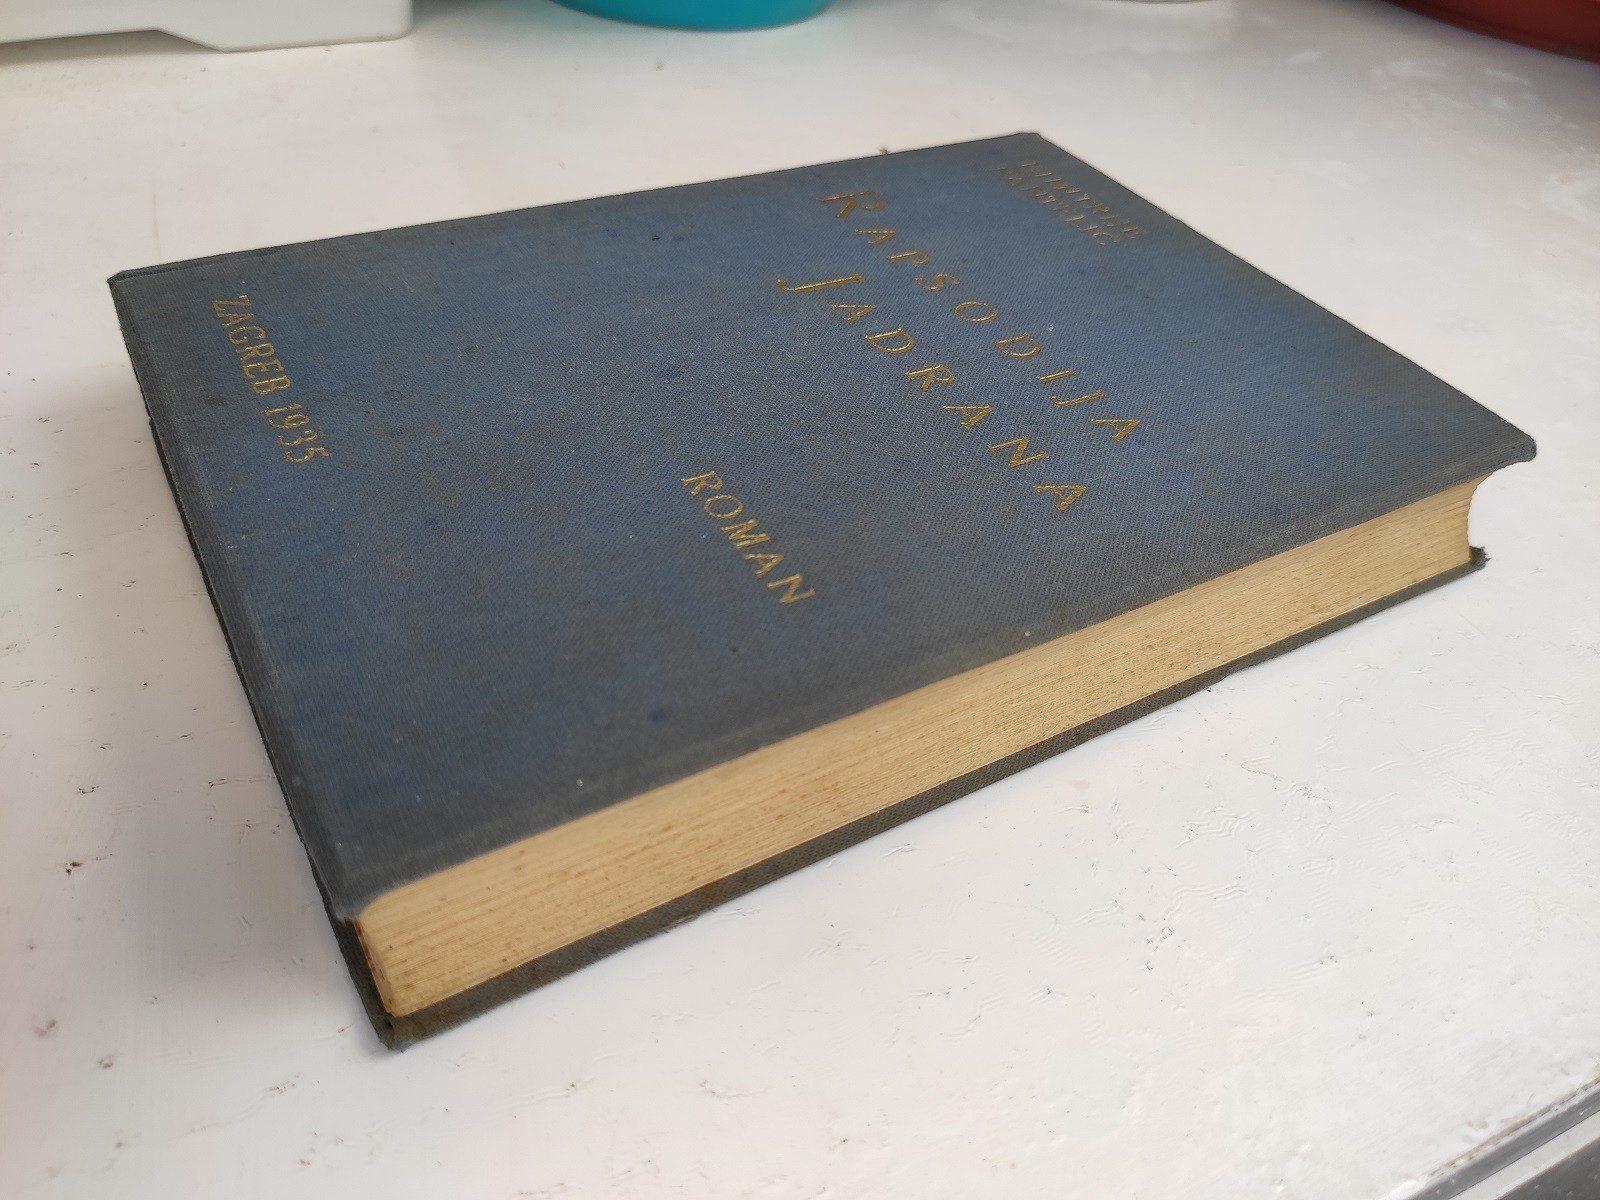 RAPSODIJA
JADRANA
ROMAN
ZAGREB 1935